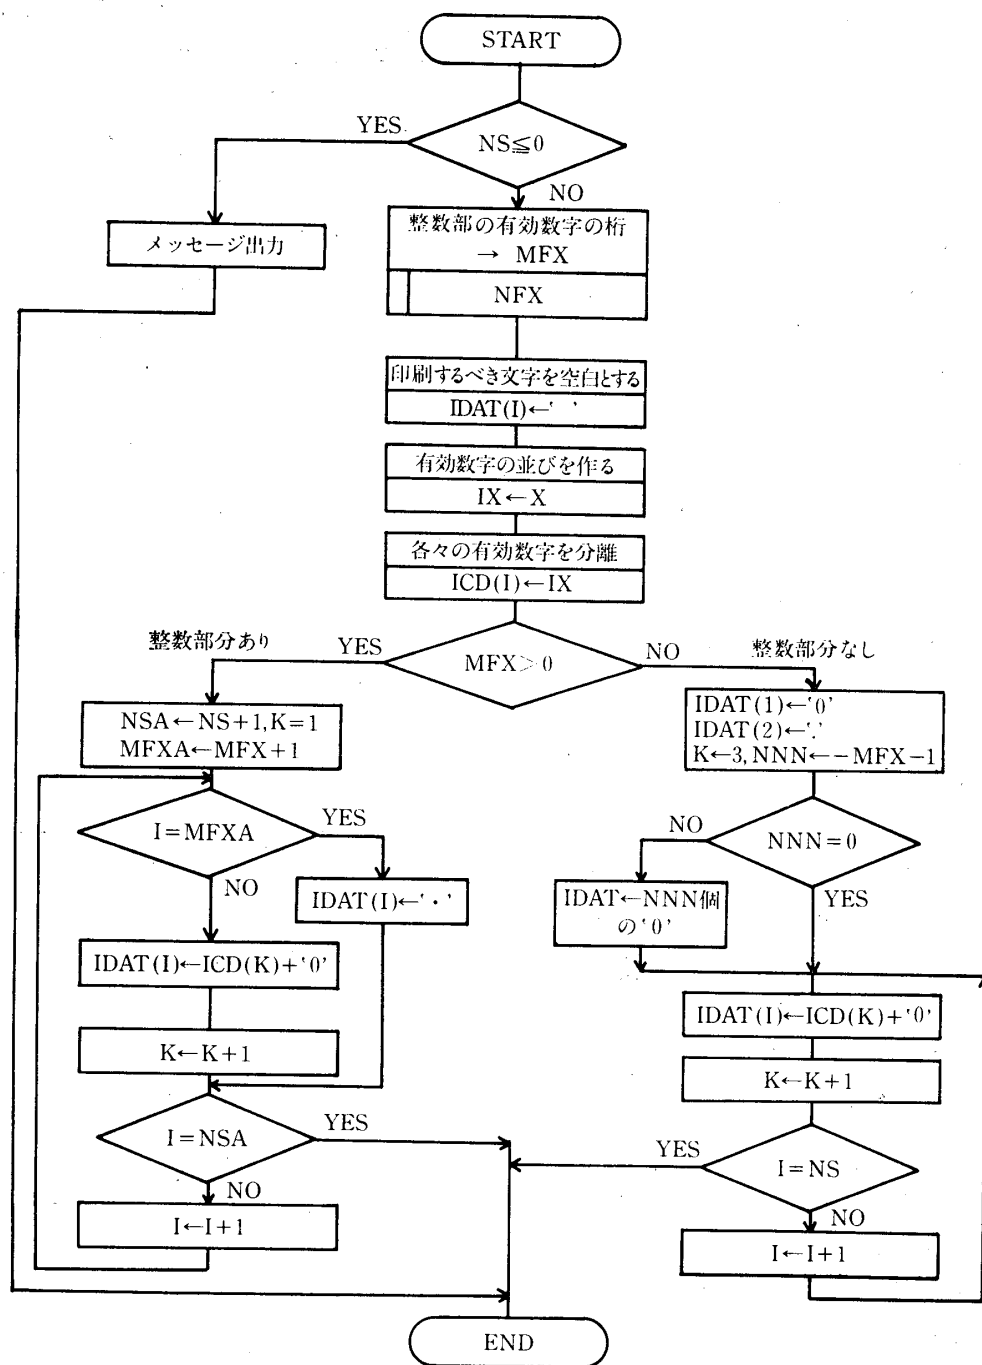 START
YES
NS≦0
NO
メッセージ出力
整数部の有効数字の桁
→ MFX
NFX
印刷するべき文字を空白とする
IDAT(I)←‘ ’
有効数字の並びを作る
IX←X
各々の有効数字を分離
ICD(I)←IX
整数部分あり
YES
MFX>0
NO
整数部分なし
NSA←NS+1,K=1
MFXA←MFX+1
IDAT(1)←‘0’
IDAT(2)←‘.’
K←3,NNN←−MFX−1
I=MFXA
YES
NO
NO
NNN=0
YES
IDAT(I)←‘・’
IDAT←NNN個
の‘0’
IDAT(I)←ICD(K)+‘0’
IDAT(I)←ICD(K)+‘0’
K←K+1
K←K+1
I=NSA
YES
NO
YES
I=NS
NO
I←I+1
I←I+1
END